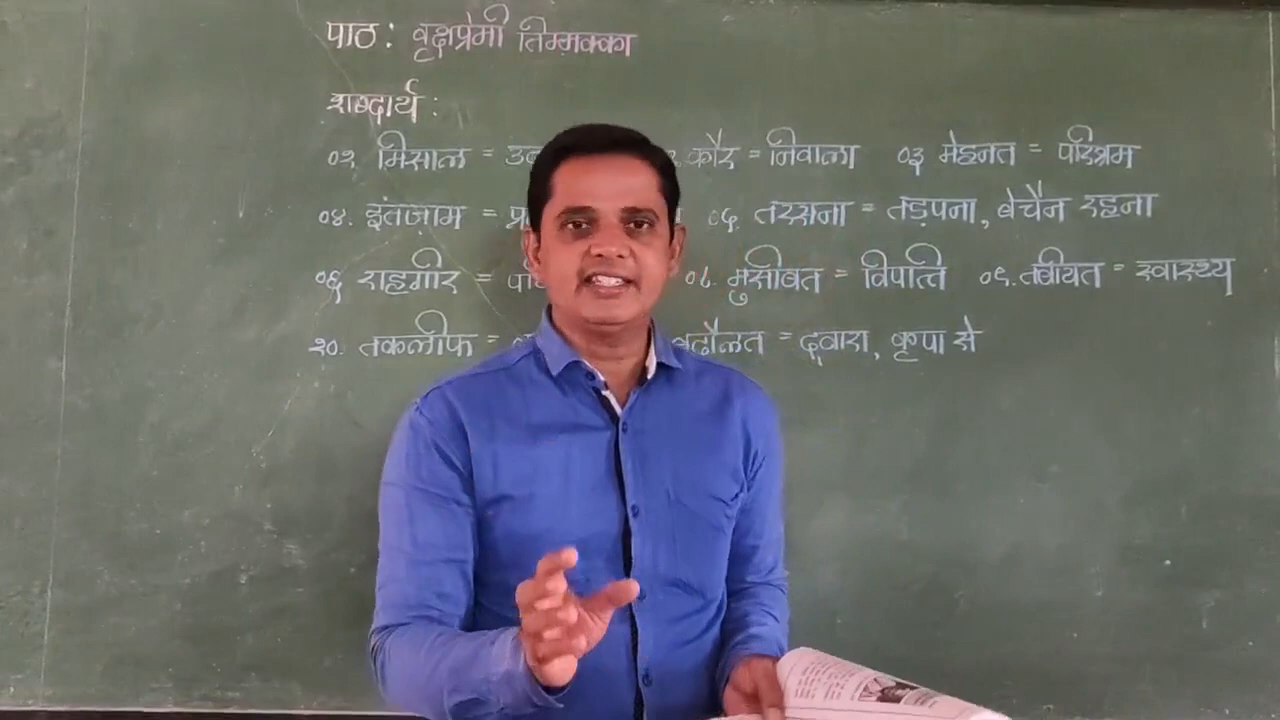 पाठ : वृक्षप्रेमी तिम्मक्का
शब्दार्थ :
०१. मिसाल = कौर = निवाला ०३ मेहनत = परिश्रम
०४. इंतज़ाम = ०५. तरसना = तड़पना, बेचैन रहना
०६ राहगीर = ०८. मुसीबत = विपत्ति ०९. तबीयत = स्वास्थ्य
१०. तकलीफ = बदौलत = द्वारा, कृपा से